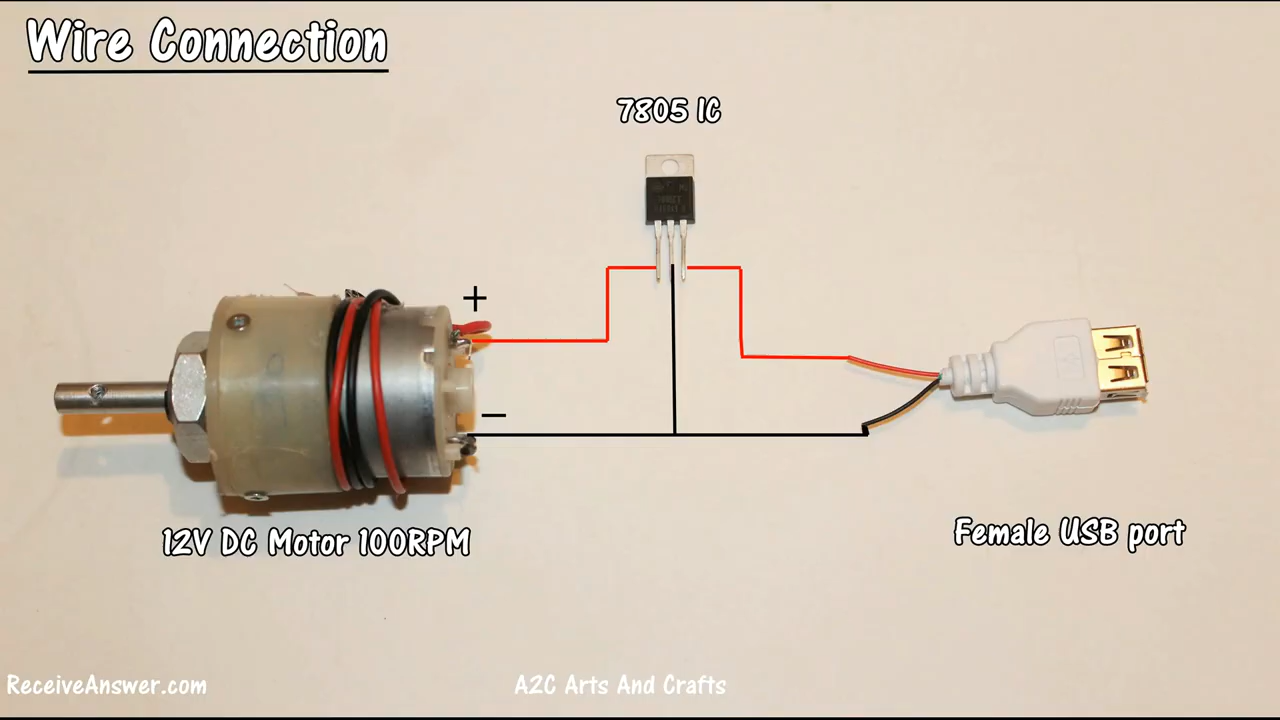 Wire Connection
7805 IC
+
−
12V DC Motor 100RPM
Female USB port
ReceiveAnswer.com
A2C Arts And Crafts